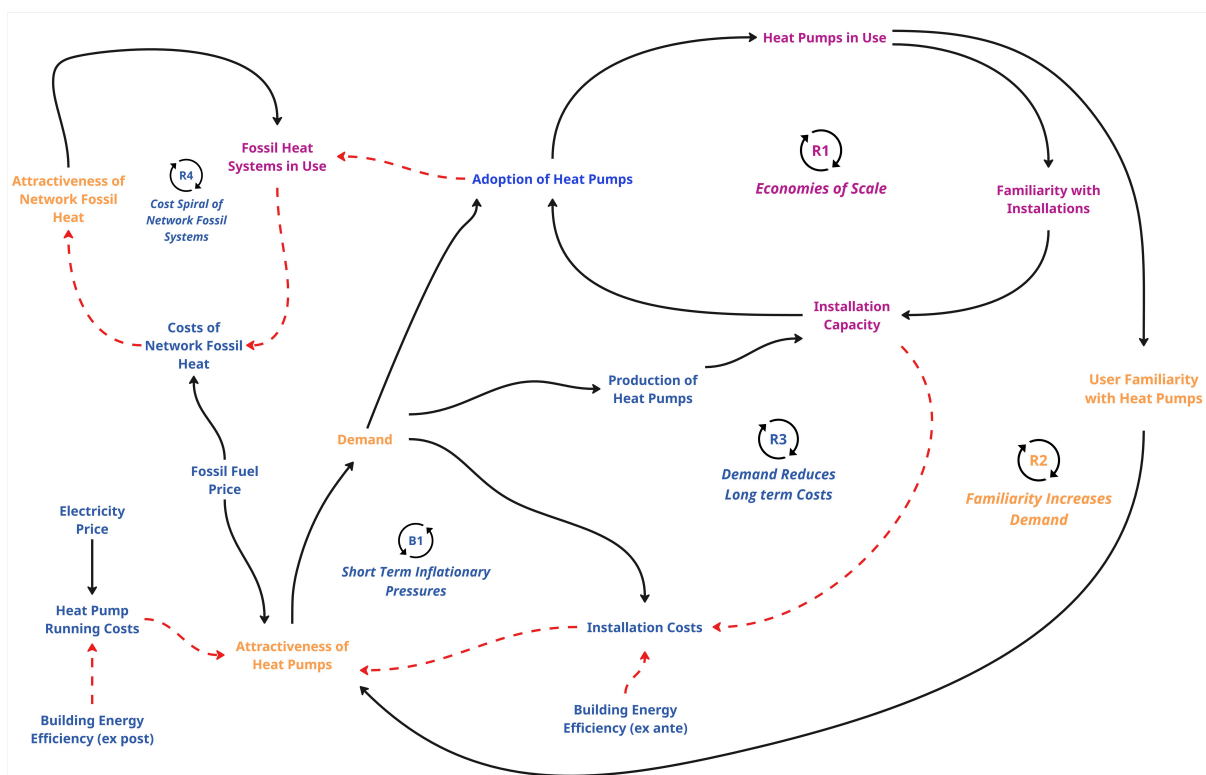 Heat Pumps in Use
Fossil Heat
Systems in Use
Adoption of Heat Pumps
R1
Economies of Scale
R4
Cost Spiral of
Network Fossil
Systems
Attractiveness of
Network Fossil
Heat
Familiarity with
Installations
Installation
Capacity
Costs of
Network Fossil
Heat
Production of
Heat Pumps
User Familiarity
with Heat Pumps
Demand
R3
Demand Reduces
Long term Costs
R2
Familiarity Increases
Demand
Fossil Fuel
Price
Electricity
Price
B1
Short Term Inflationary
Pressures
Heat Pump
Running Costs
Attractiveness of
Heat Pumps
Installation Costs
Building Energy
Efficiency (ex post)
Building Energy
Efficiency (ex ante)